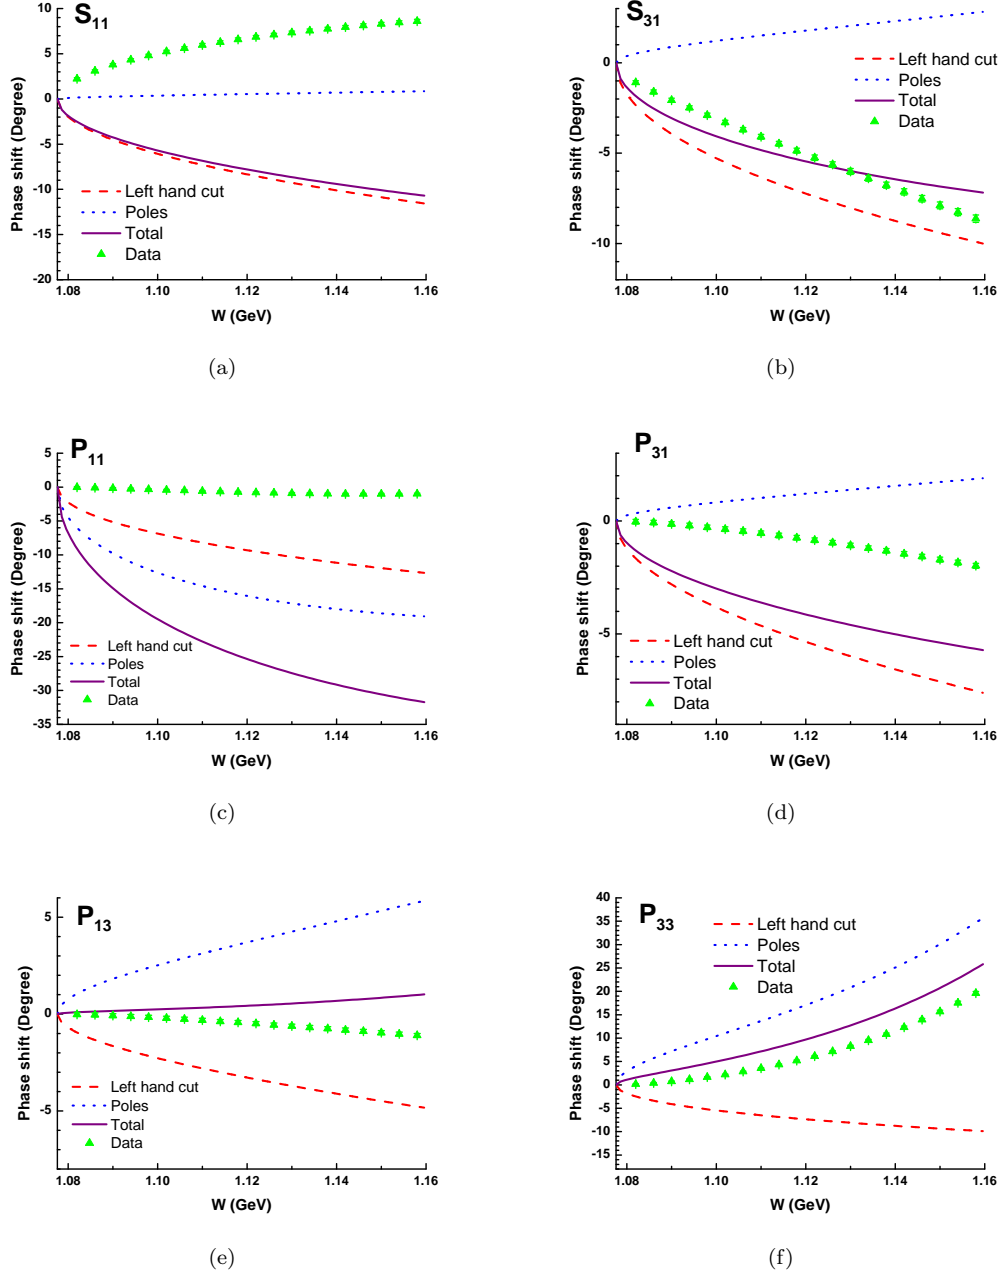 S11
10
5
0
-5
-10
-15
20
Phase shift (Degree)
Left hand cut
Poles
Total
Data
1.08 1.10 1.12 1.14 1.16
W (GeV)
(a)
S31
0
-5
-10
Phase shift (Degree)
Left hand cut
Poles
Total
Data
1.08 1.10 1.12 1.14 1.16
W (GeV)
(b)
P11
5
0
-5
-10
-15
-20
-25
-30
-35
Phase shift (Degree)
Left hand cut
Poles
Total
Data
1.08 1.10 1.12 1.14 1.16
W (GeV)
(c)
P31
0
-5
Phase shift (Degree)
Left hand cut
Poles
Total
Data
1.08 1.10 1.12 1.14 1.16
W (GeV)
(d)
P13
5
0
-5
Phase shift (Degree)
Left hand cut
Poles
Total
Data
1.08 1.10 1.12 1.14 1.16
W (GeV)
(e)
P33
40
35
30
25
20
15
10
5
0
-5
-10
-15
Phase shift (Degree)
Left hand cut
Poles
Total
Data
1.08 1.10 1.12 1.14 1.16
W (GeV)
(f)